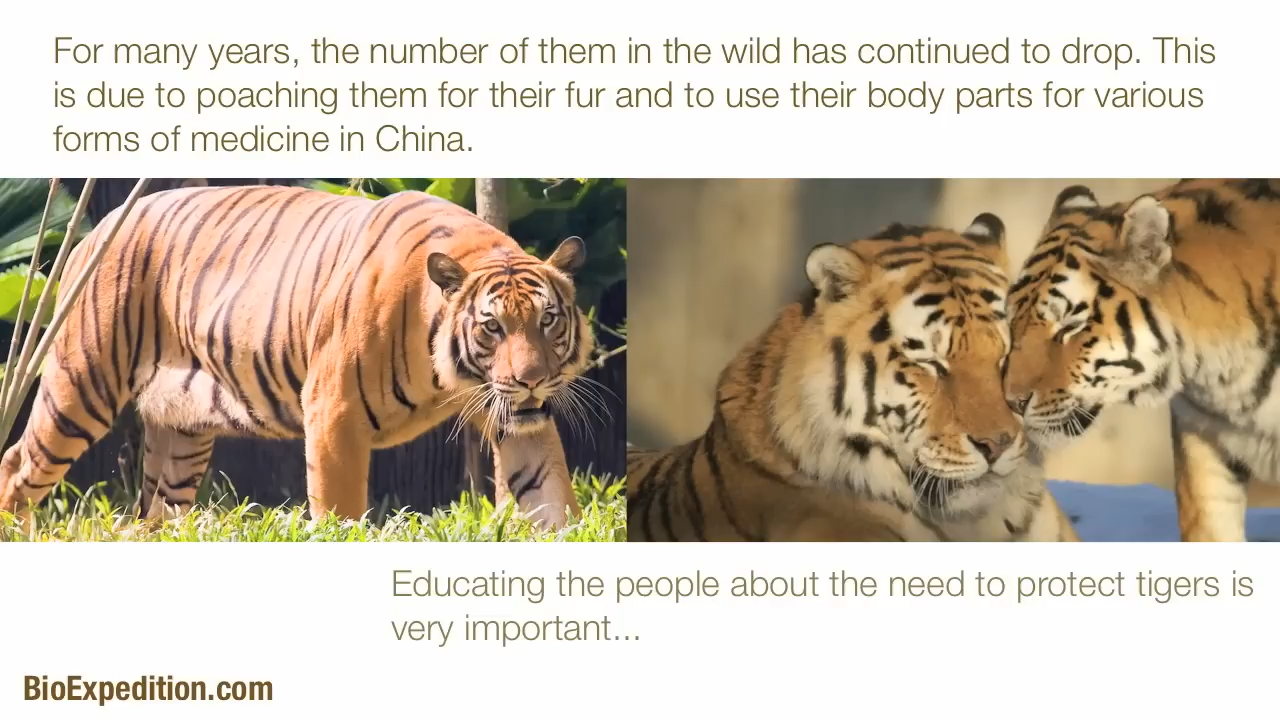 For many years, the number of them in the wild has continued to drop. This
is due to poaching them for their fur and to use their body parts for various
forms of medicine in China.
Educating the people about the need to protect tigers is
very important...
BioExpedition.com